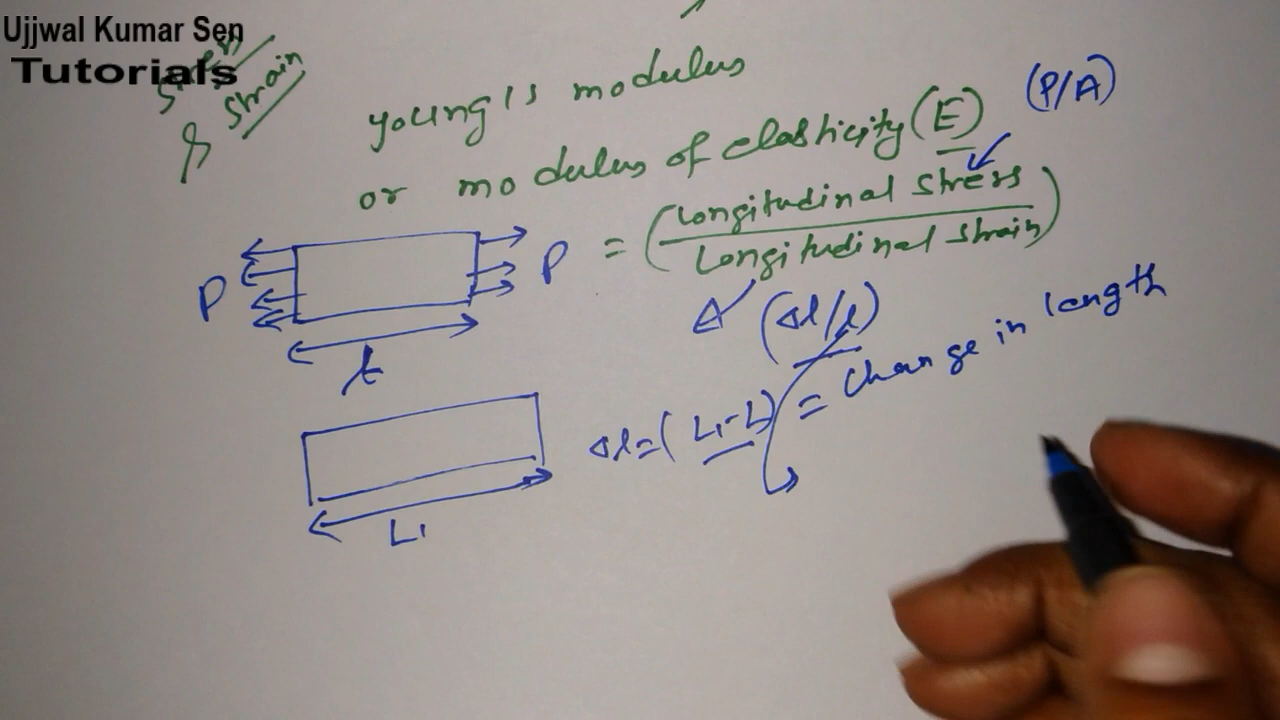 Ujjwal Kumar Sen
Tutorials
& strain
young's modulus
or modulus of elasticity (E)
(P/A)
= (Longitudinal stress / Longitudinal strain)
P
P
(Δl/l)
Δl = (L1-L) = Change in length
L1